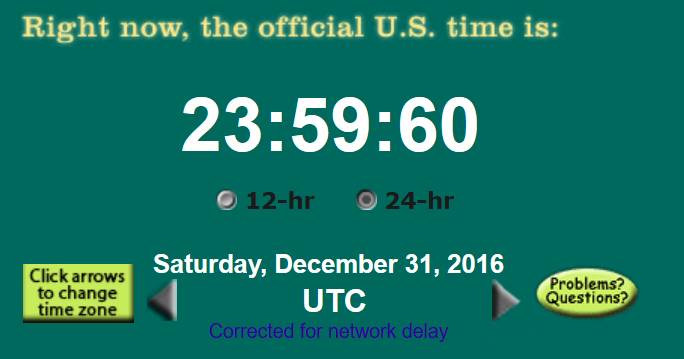 Right now, the official U.S. time is:
23:59:60
12-hr 24-hr
Saturday, December 31, 2016
Click arrows
to change
time zone
UTC
Problems?
Questions?
Corrected for network delay